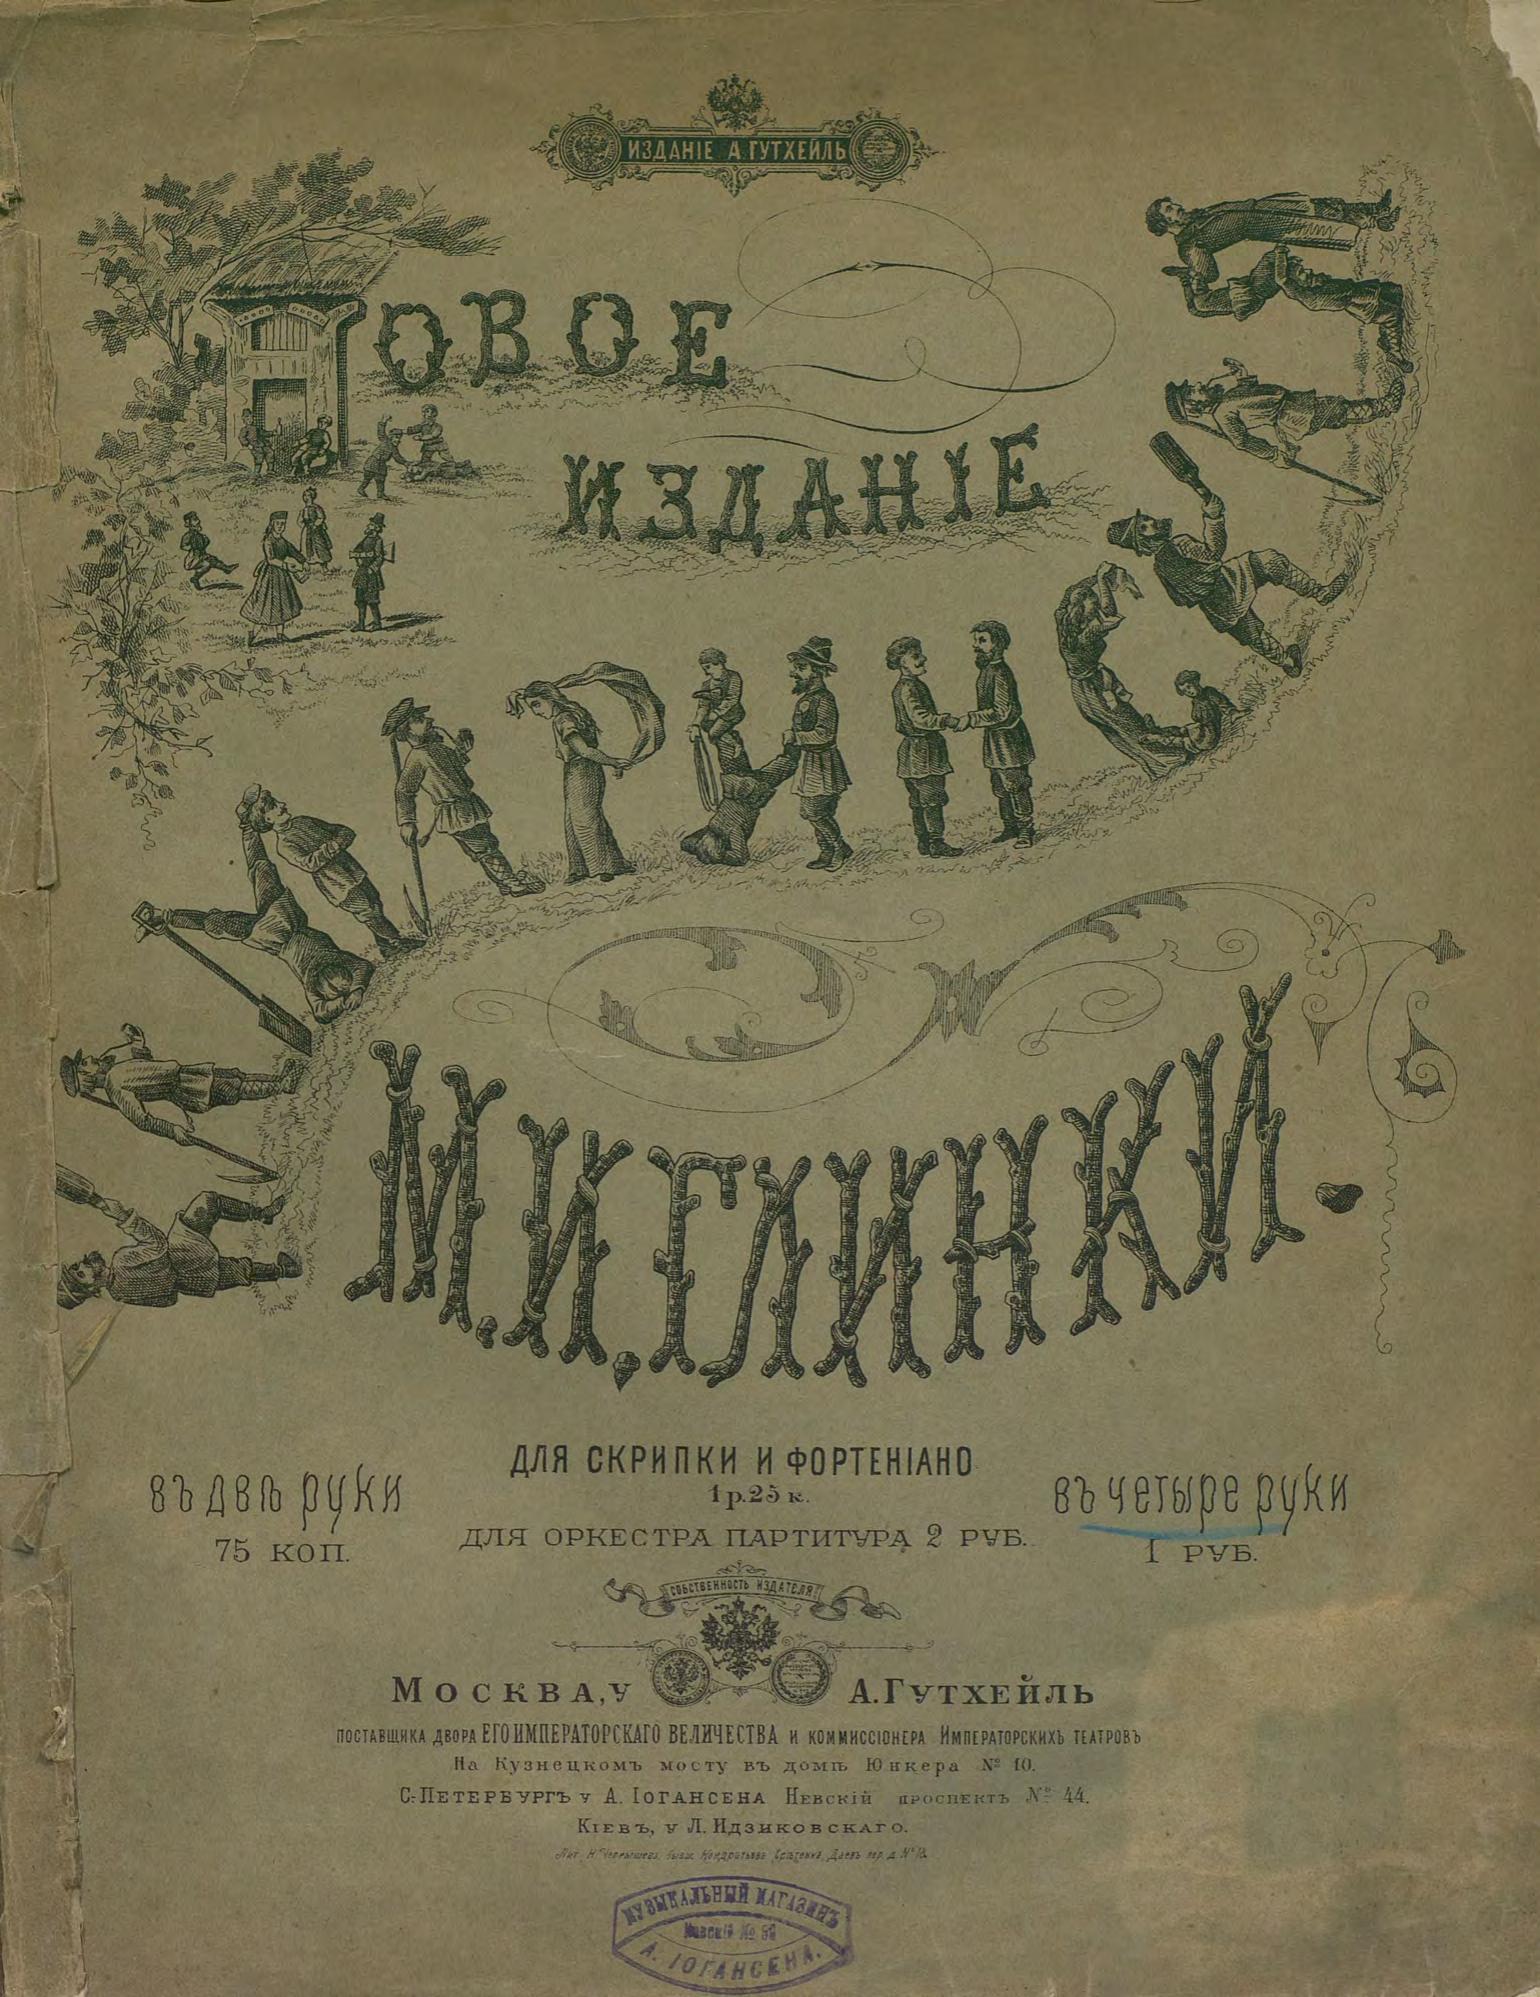 ИЗДАНІЕ А.ГУТХЕЙЛЬ
НОВОЕ
ИЗДАНІЕ
КАМАРИНСКАЯ
М.И.ГЛИНКИ.
ДЛЯ СКРИПКИ И ФОРТЕПІАНО
1 р. 25 к.
ВЪ ДВѢ РУКИ
75 КОП.
ВЪ ЧЕТЫРЕ РУКИ
1 РУБ.
ДЛЯ ОРКЕСТРА ПАРТИТУРА 2 РУБ.
СОБСТВЕННОСТЬ ИЗДАТЕЛЯ
МОСКВА, У А.ГУТХЕЙЛЬ
ПОСТАВЩИКА ДВОРА ЕГО ИМПЕРАТОРСКАГО ВЕЛИЧЕСТВА И КОММИССІОНЕРА ИМПЕРАТОРСКИХЪ ТЕАТРОВЪ
На Кузнецкомъ мосту въ домѣ Юнкера № 10.
С.-ПЕТЕРБУРГЪ У А. ІОГАНСЕНА НЕВСКІЙ ПРОСПЕКТЪ № 44.
КІЕВЪ, У Л. ИДЗИКОВСКАГО.
МУЗЫКАЛЬНЫЙ МАГАЗИНЪ
Невскій №
А. ІОГАНСЕНА.